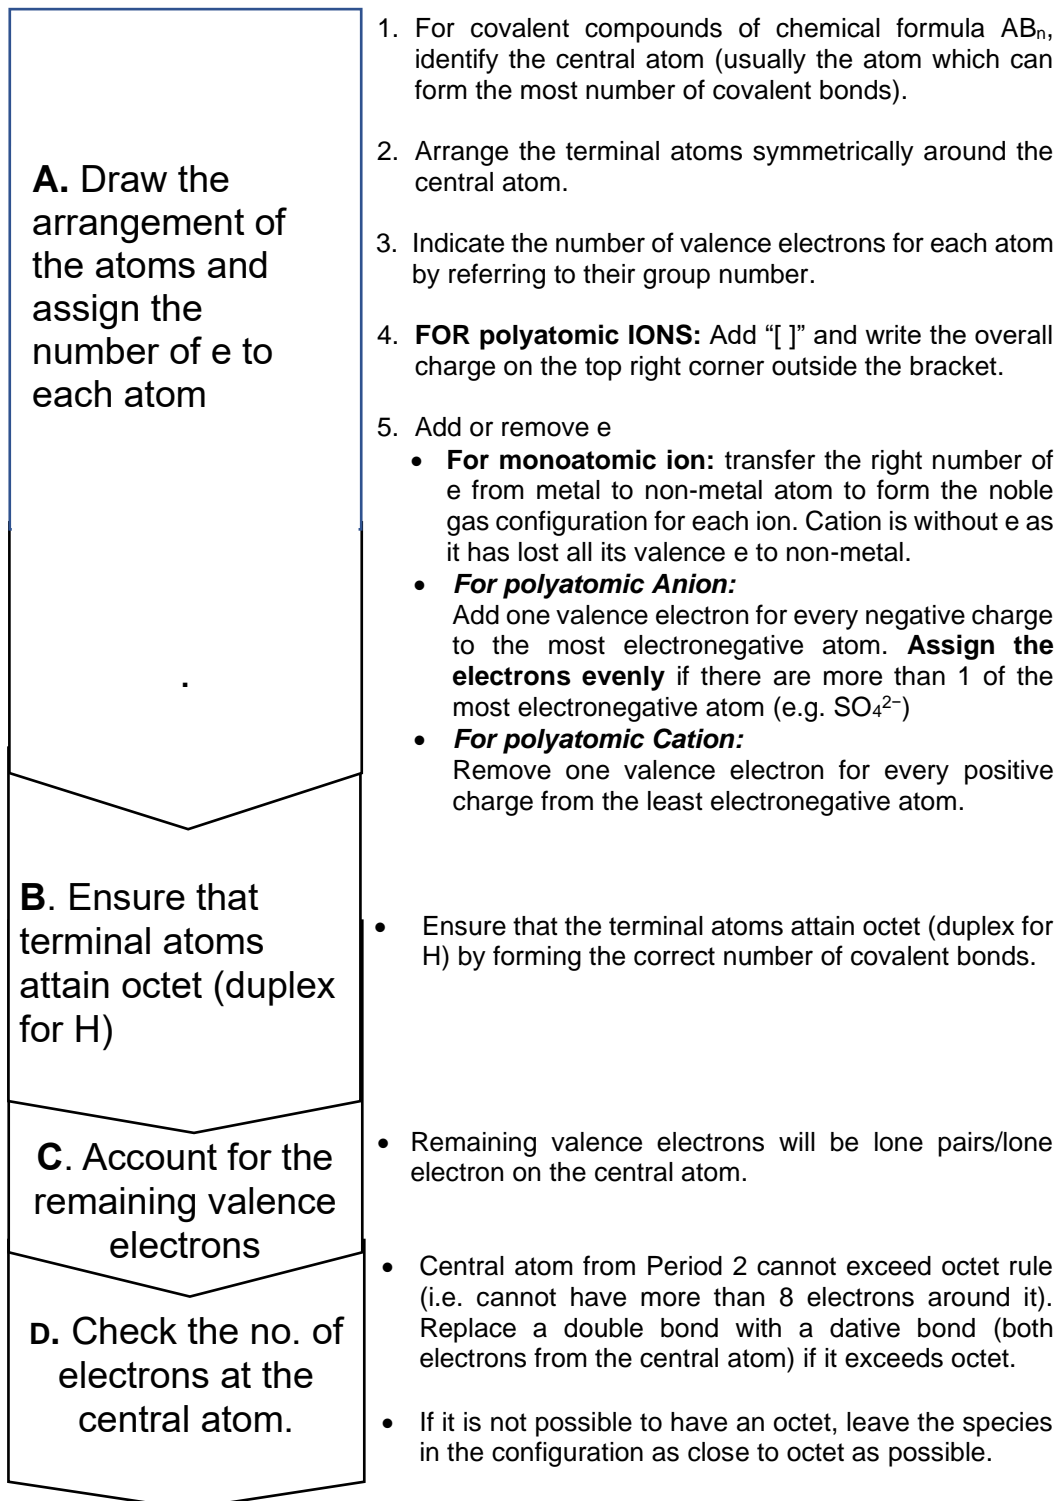 A. Draw the
arrangement of
the atoms and
assign the
number of e to
each atom
.
1. For covalent compounds of chemical formula ABₙ,
identify the central atom (usually the atom which can
form the most number of covalent bonds).
2. Arrange the terminal atoms symmetrically around the
central atom.
3. Indicate the number of valence electrons for each atom
by referring to their group number.
4. FOR polyatomic IONS: Add “[ ]” and write the overall
charge on the top right corner outside the bracket.
5. Add or remove e
• For monoatomic ion: transfer the right number of
e from metal to non-metal atom to form the noble
gas configuration for each ion. Cation is without e as
it has lost all its valence e to non-metal.
• For polyatomic Anion:
Add one valence electron for every negative charge
to the most electronegative atom. Assign the
electrons evenly if there are more than 1 of the
most electronegative atom (e.g. SO₄²⁻)
• For polyatomic Cation:
Remove one valence electron for every positive
charge from the least electronegative atom.
B. Ensure that
terminal atoms
attain octet (duplex
for H)
• Ensure that the terminal atoms attain octet (duplex for
H) by forming the correct number of covalent bonds.
C. Account for the
remaining valence
electrons
• Remaining valence electrons will be lone pairs/lone
electron on the central atom.
D. Check the no. of
electrons at the
central atom.
• Central atom from Period 2 cannot exceed octet rule
(i.e. cannot have more than 8 electrons around it).
Replace a double bond with a dative bond (both
electrons from the central atom) if it exceeds octet.
• If it is not possible to have an octet, leave the species
in the configuration as close to octet as possible.